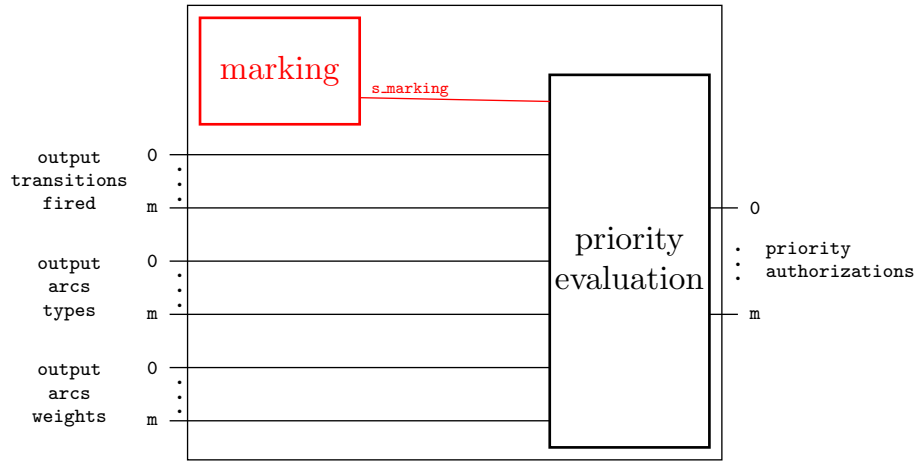 marking
s_marking
output
transitions
fired
0
m
output
arcs
types
0
m
output
arcs
weights
0
m
priority
evaluation
0
m
priority
authorizations